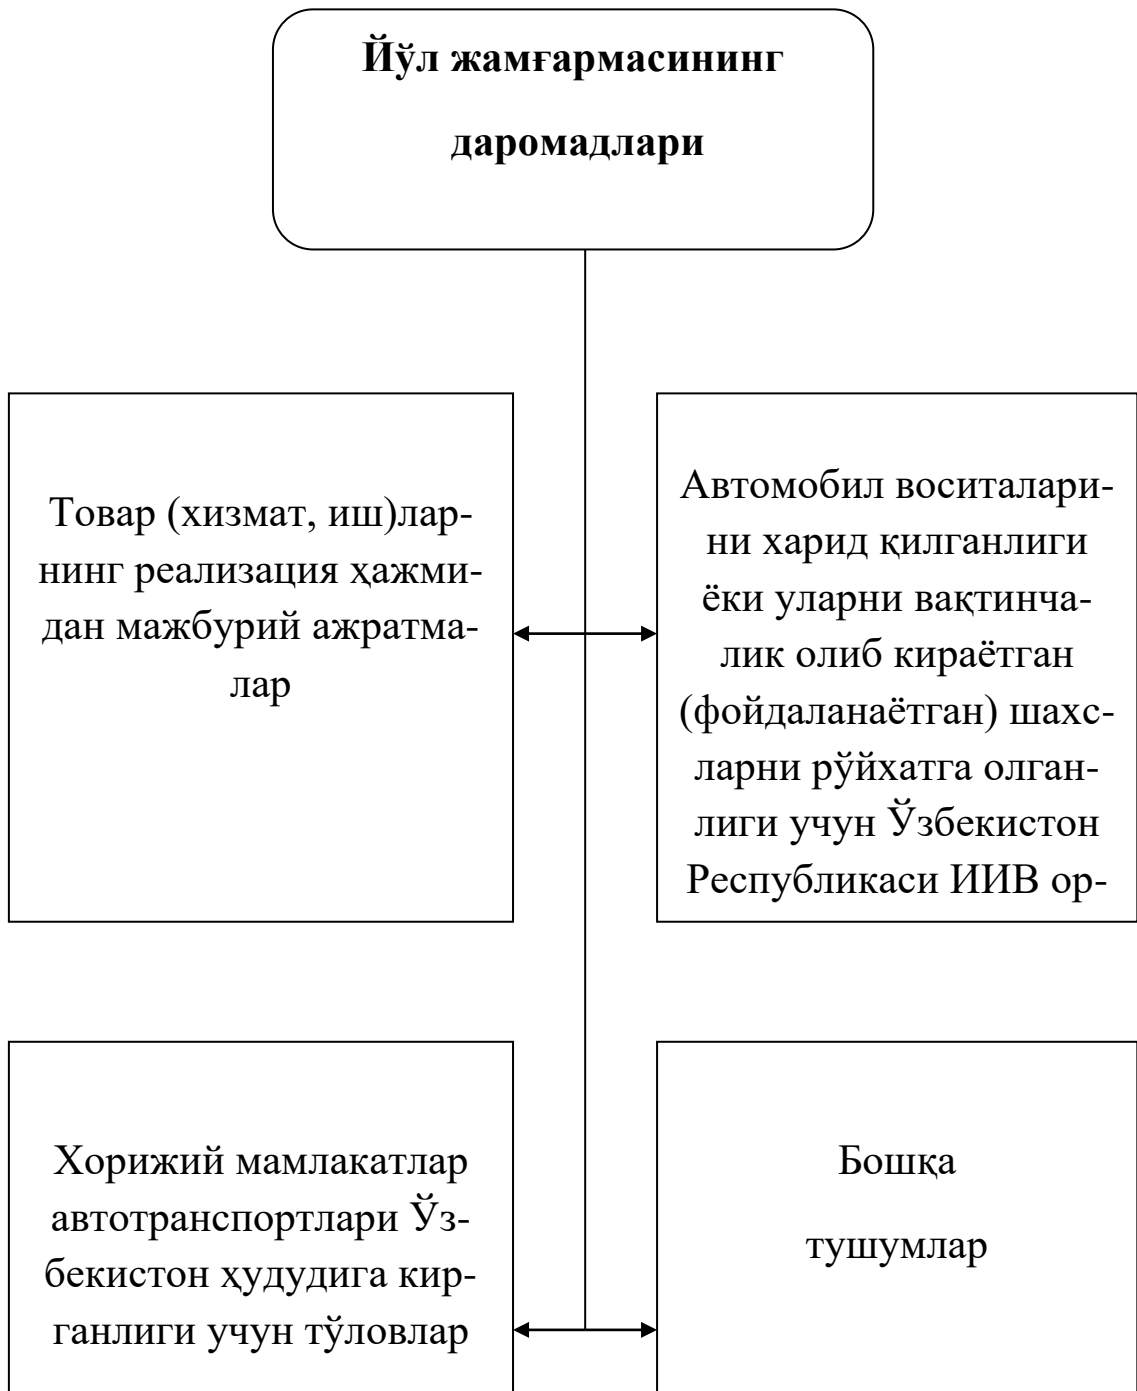 Йўл жамғармасининг
даромадлари
Товар (хизмат, иш)лар-
нинг реализация ҳажми-
дан мажбурий ажратма-
лар
Автомобил воситалари-
ни харид қилганлиги
ёки уларни вақтинча-
лик олиб кираётган
(фойдаланаётган) шахс-
ларни рўйхатга олган-
лиги учун Ўзбекистон
Республикаси ИИВ ор-
Хорижий мамлакатлар
автотранспортлари Ўз-
бекистон ҳудудига кир-
ганлиги учун тўловлар
Бошқа
тушумлар